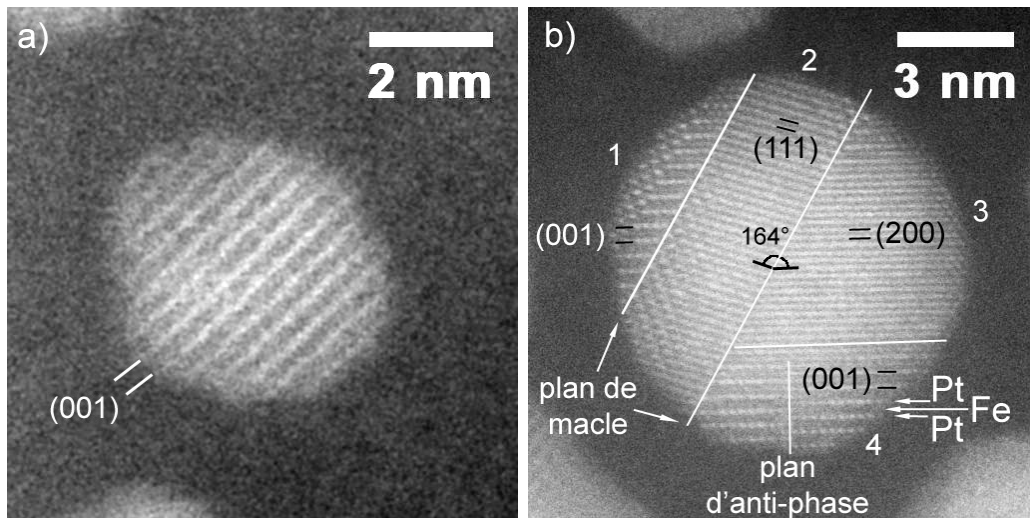 a)
2 nm
(001)
b)
3 nm
2
(111)
1
3
(001)
164°
(200)
plan de
macle
(001)
Pt
Fe
Pt
4
plan
d'anti-phase